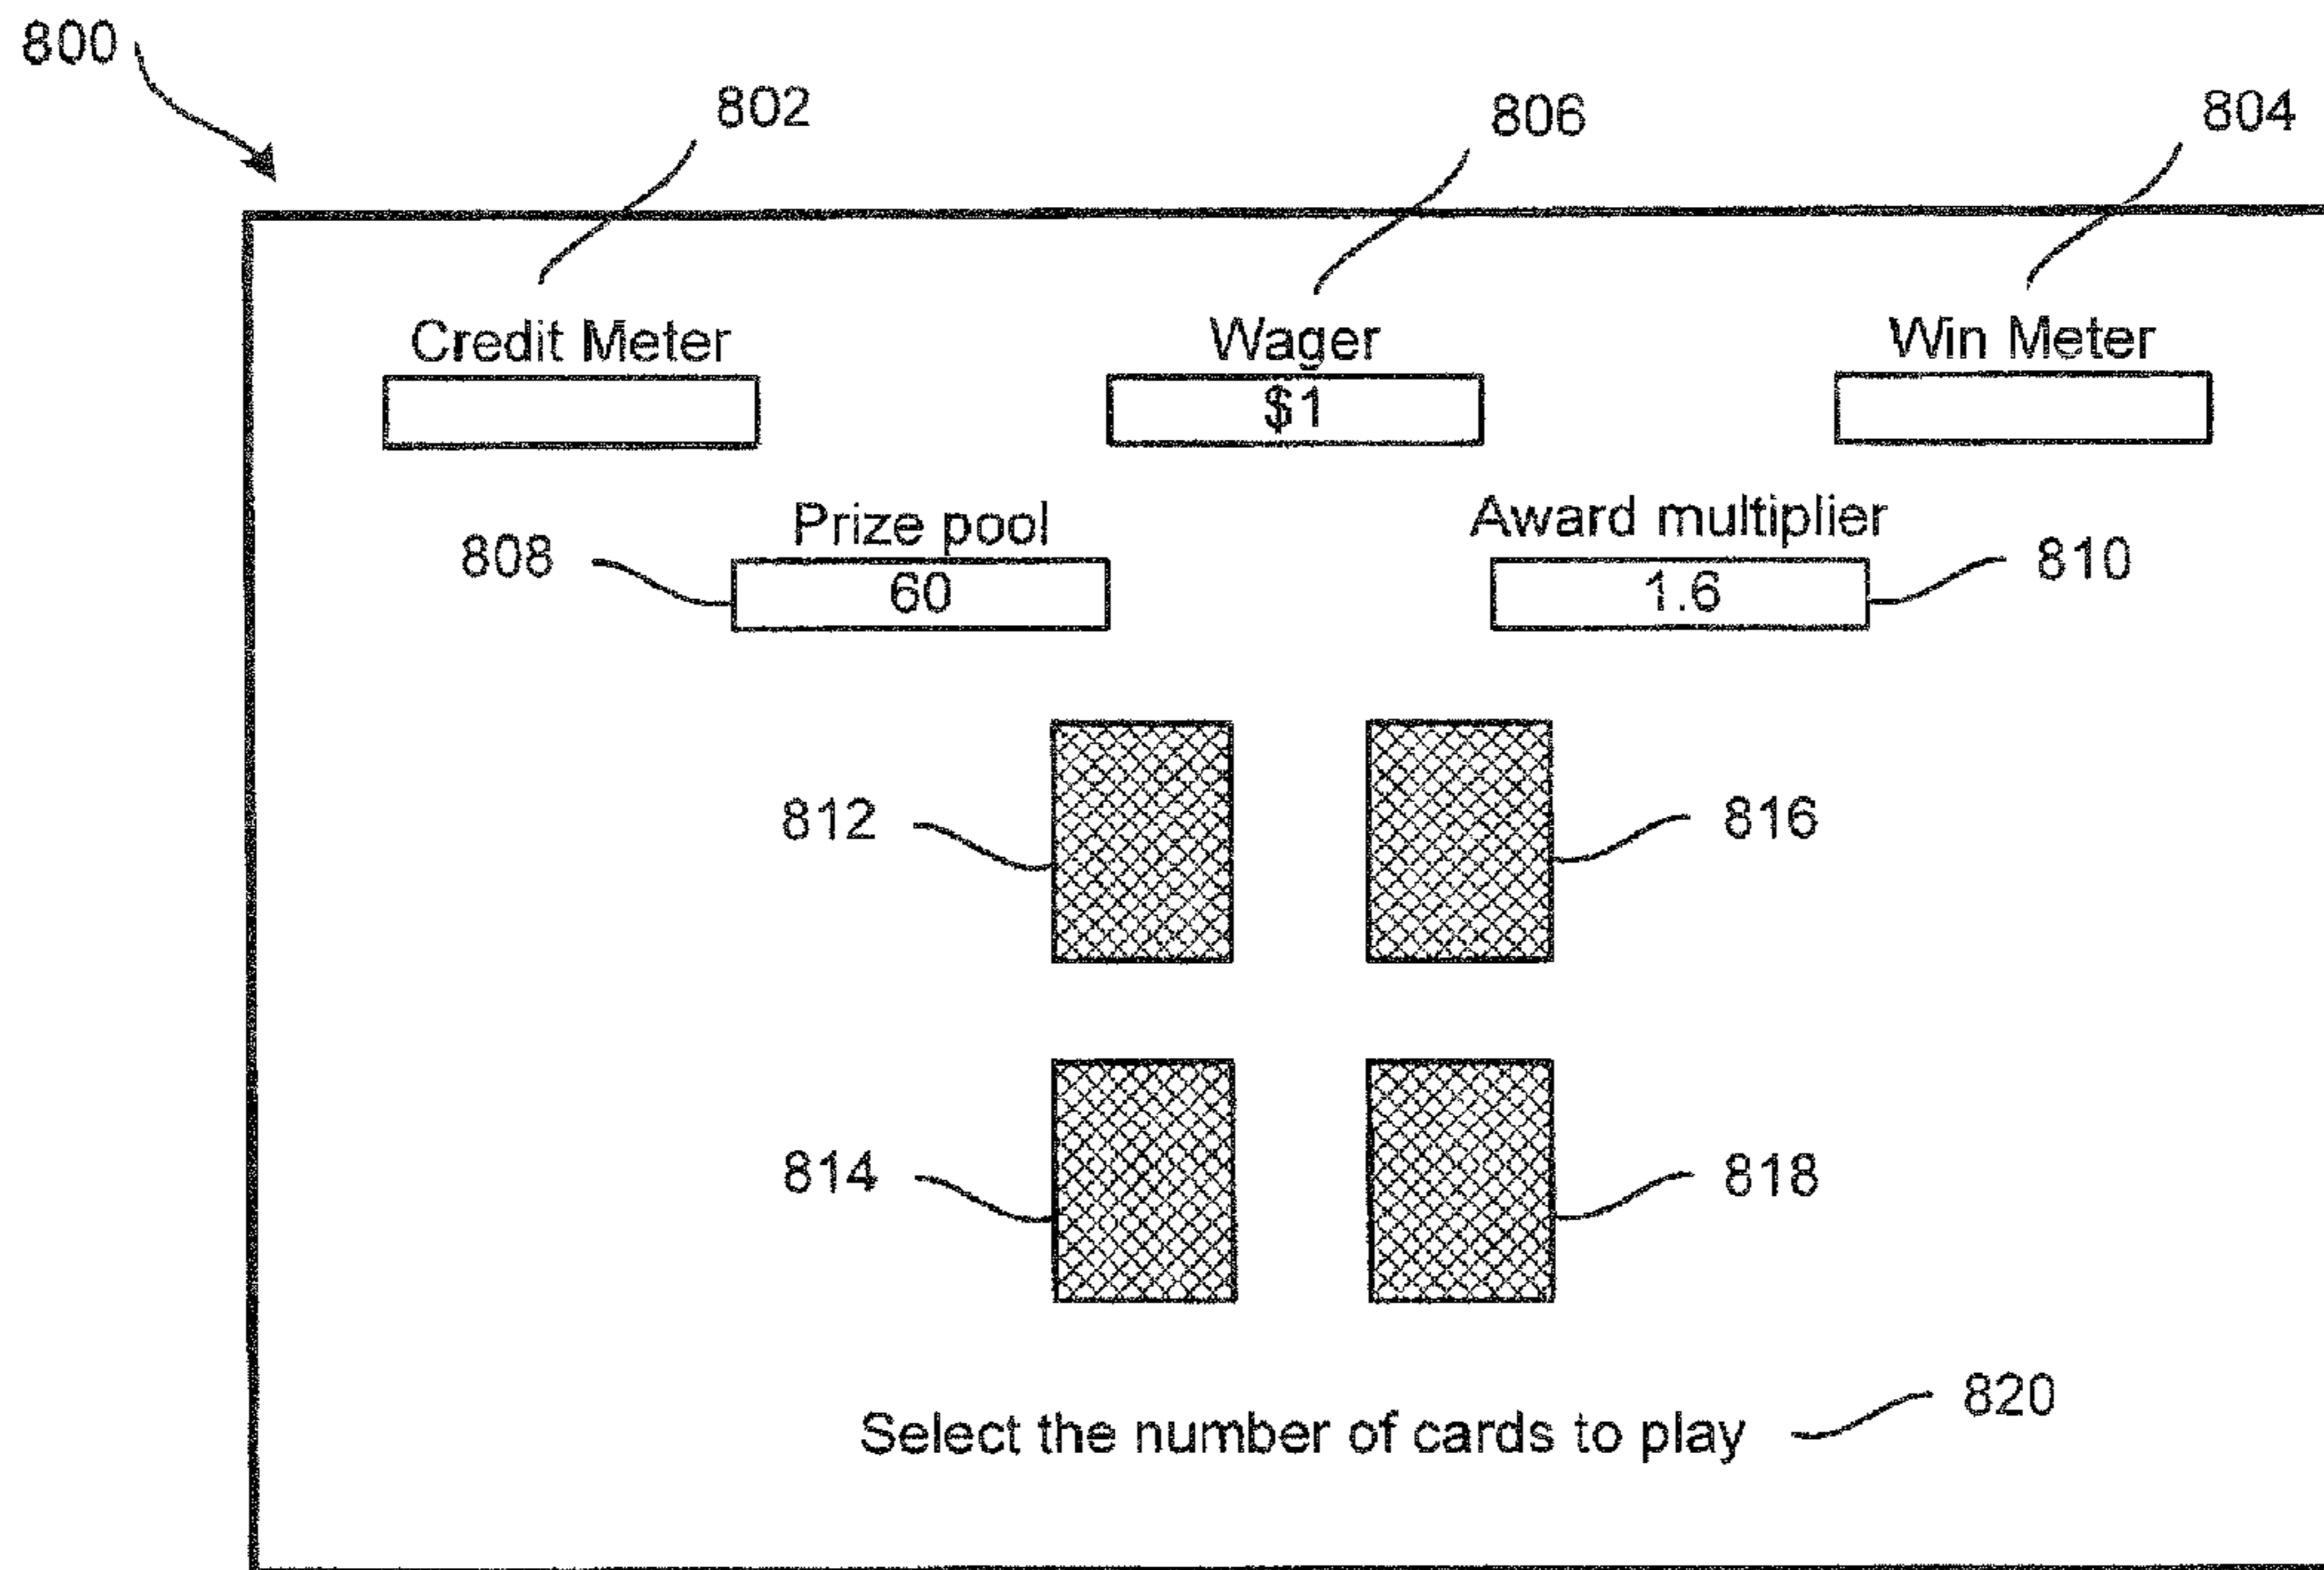 800
802
806
804
Credit Meter
Wager
Win Meter
$1
Prize pool
Award multiplier
808
60
1.6
810
812
816
814
818
820
Select the number of cards to play